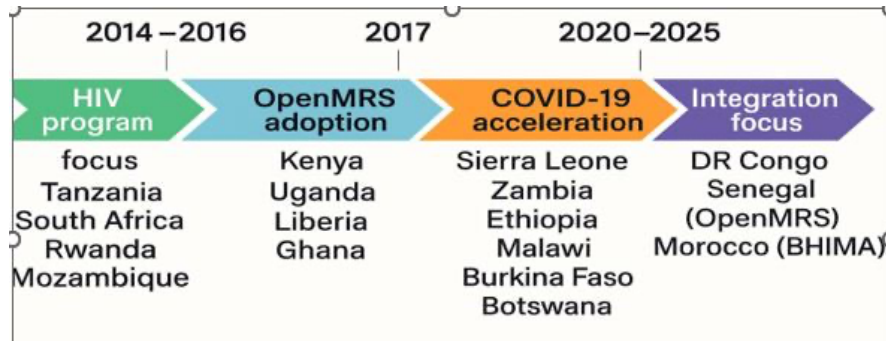 2014–2016
2017
2020–2025
HIV
program
focus
Tanzania
South Africa
Rwanda
Mozambique
OpenMRS
adoption
Kenya
Uganda
Liberia
Ghana
COVID-19
acceleration
Sierra Leone
Zambia
Ethiopia
Malawi
Burkina Faso
Botswana
Integration
focus
DR Congo
Senegal
(OpenMRS)
Morocco (BHIMA)